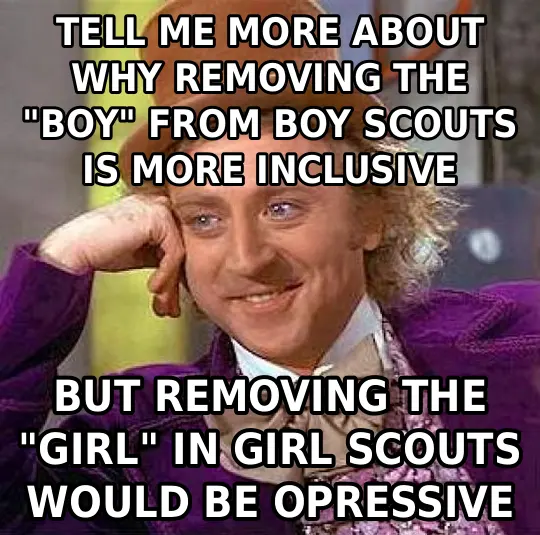 TELL ME MORE ABOUT
WHY REMOVING THE
"BOY" FROM BOY SCOUTS
IS MORE INCLUSIVE
BUT REMOVING THE
"GIRL" IN GIRL SCOUTS
WOULD BE OPRESSIVE